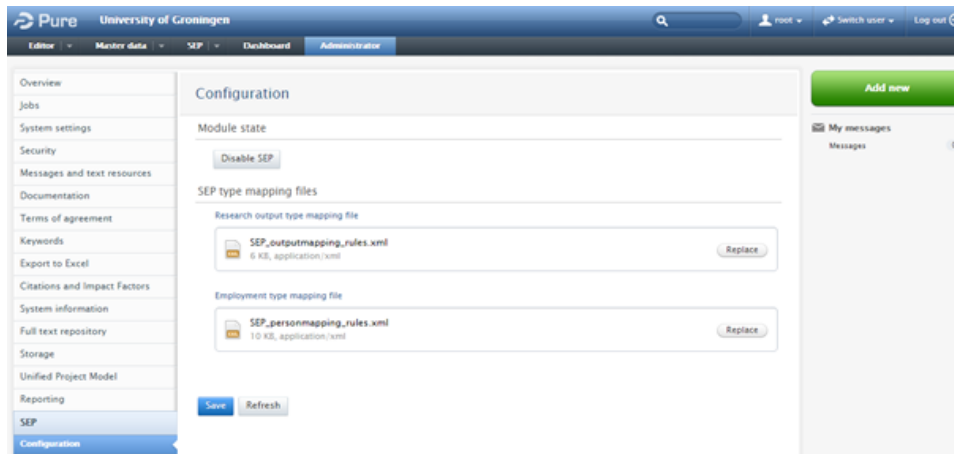 Pure University of Groningen root Switch user Log out
Editor Master data SEP Dashboard Administrator
Overview
Jobs
System settings
Security
Messages and text resources
Documentation
Terms of agreement
Keywords
Export to Excel
Citations and Impact Factors
System information
Full text repository
Storage
Unified Project Model
Reporting
SEP
Configuration
Configuration
Module state
Disable SEP
SEP type mapping files
Research output type mapping file
SEP_outputmapping_rules.xml
6 KB, application/xml
Replace
Employment type mapping file
SEP_personmapping_rules.xml
10 KB, application/xml
Replace
Save Refresh
Add new
My messages
Messages